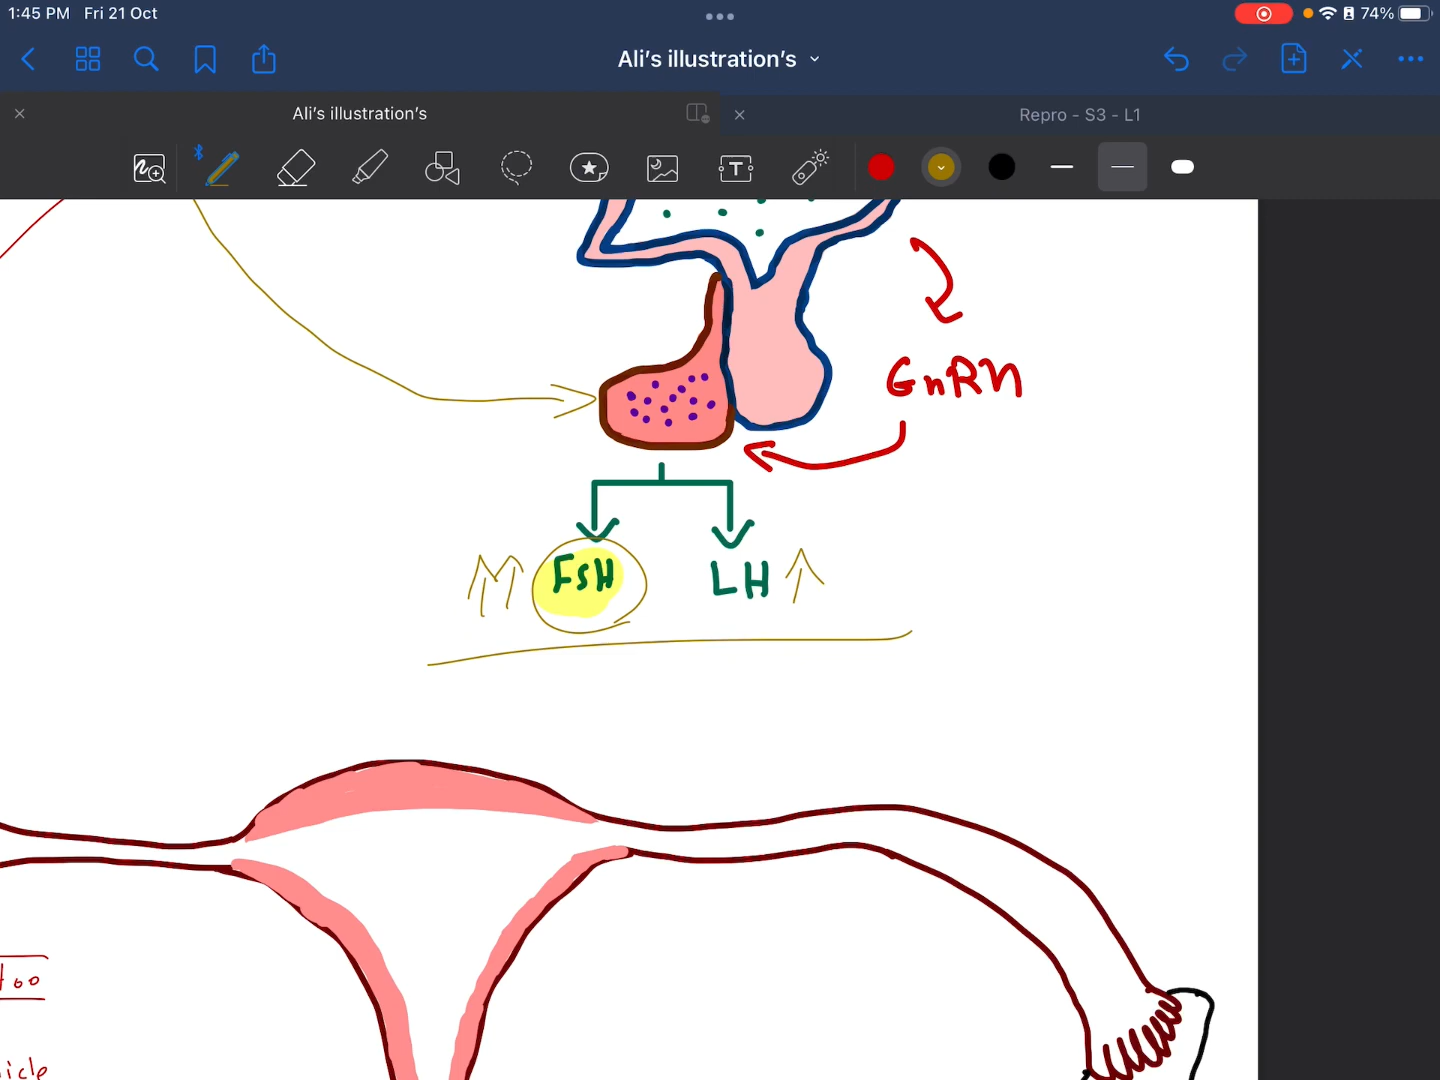 1:45 PM Fri 21 Oct
74%
Ali's illustration's
Ali's illustration's
Repro - S3 - L1
T
GnRH
FSH
LH